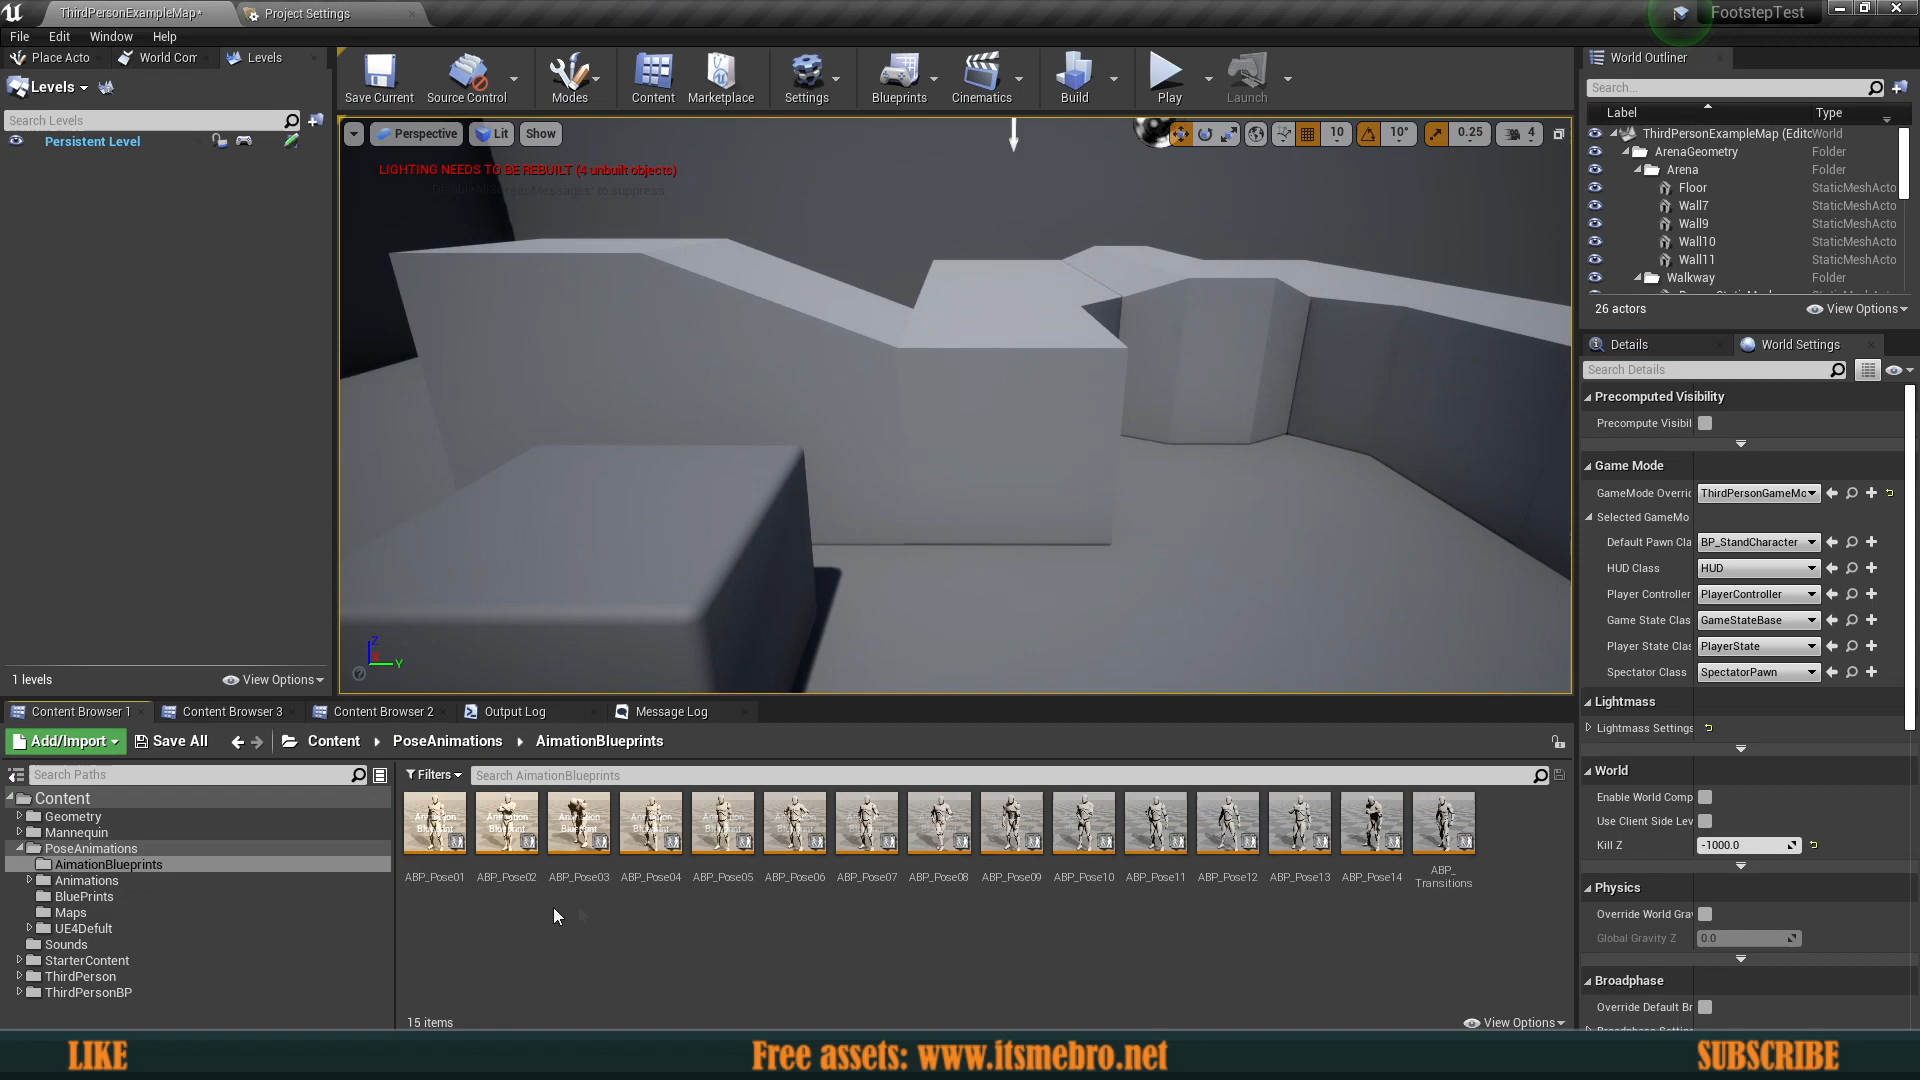 ThirdPersonExampleMap*
Project Settings
FootstepTest
File Edit Window Help
Place Acto
World Con
Levels
World Outliner
Levels
Save Current
Source Control
Modes
Content
Marketplace
Settings
Blueprints
Cinematics
Build
Play
Launch
Search...
Label Type
Search Levels
Persistent Level
Perspective Lit Show
10 10° 0.25 4
LIGHTING NEEDS TO BE REBUILT (4 unbuilt objects)
'DisableAllScreenMessages' to suppress
ThirdPersonExampleMap (Editc World
ArenaGeometry Folder
Arena Folder
Floor StaticMeshActo
Wall7 StaticMeshActo
Wall9 StaticMeshActo
Wall10 StaticMeshActo
Wall11 StaticMeshActo
Walkway Folder
26 actors View Options
Details
World Settings
Search Details
Precomputed Visibility
Precompute Visibil
Game Mode
GameMode Overric ThirdPersonGameMc
Selected GameMo
Default Pawn Cla BP_StandCharacter
HUD Class HUD
Player Controller PlayerController
Game State Clas GameStateBase
Player State Clas PlayerState
Spectator Class SpectatorPawn
Lightmass
Lightmass Settings
World
Enable World Comp
Use Client Side Lev
Kill Z -1000.0
Physics
Override World Gra
Global Gravity Z 0.0
Broadphase
Override Default Br
Z
Y
1 levels View Options
Content Browser 1
Content Browser 3
Content Browser 2
Output Log
Message Log
Add/Import Save All Content PoseAnimations AimationBlueprints
Search Paths
Filters Search AimationBlueprints
Content
Geometry
Mannequin
PoseAnimations
AimationBlueprints
Animations
BluePrints
Maps
UE4Defult
Sounds
StarterContent
ThirdPerson
ThirdPersonBP
ABP_Pose01 ABP_Pose02 ABP_Pose03 ABP_Pose04 ABP_Pose05 ABP_Pose06 ABP_Pose07 ABP_Pose08 ABP_Pose09 ABP_Pose10 ABP_Pose11 ABP_Pose12 ABP_Pose13 ABP_Pose14 ABP_
Transitions
15 items View Options
LIKE
Free assets: www.itsmebro.net
SUBSCRIBE